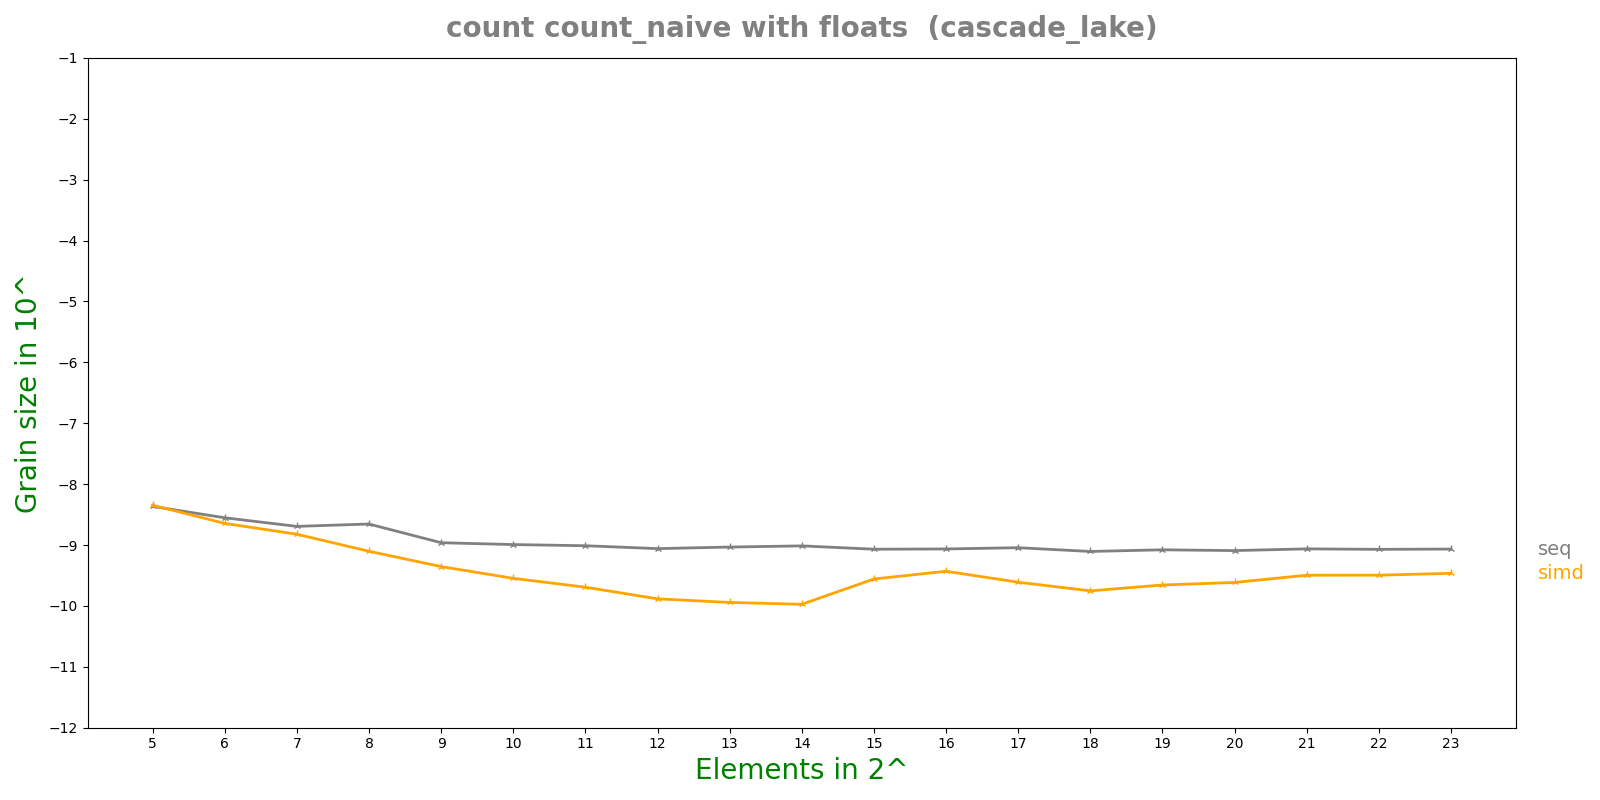 count count_naive with floats  (cascade_lake)
Grain size in 10^
−1
−2
−3
−4
−5
−6
−7
−8
−9
−10
−11
−12
seq
simd
5 6 7 8 9 10 11 12 13 14 15 16 17 18 19 20 21 22 23
Elements in 2^